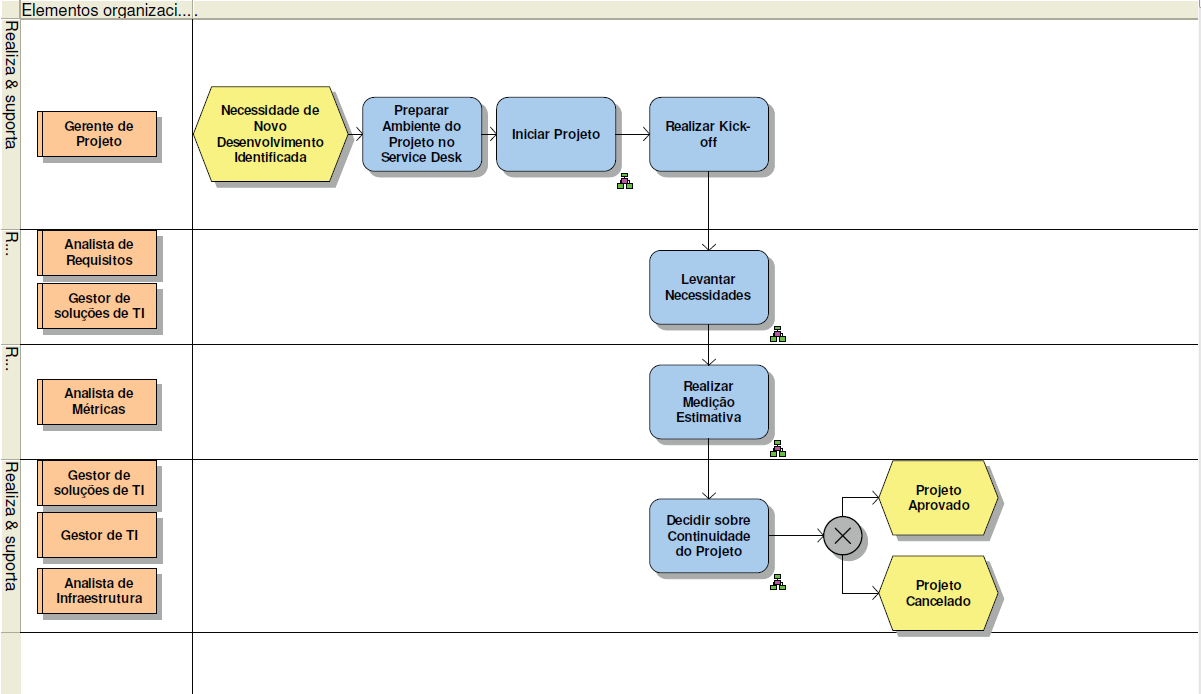 Elementos organizaci....
Realiza & suporta
Gerente de
Projeto
Necessidade de
Novo
Desenvolvimento
Identificada
Preparar
Ambiente do
Projeto no
Service Desk
Iniciar Projeto
Realizar Kick-
off
R...
Analista de
Requisitos
Gestor de
soluções de TI
Levantar
Necessidades
R...
Analista de
Métricas
Realizar
Medição
Estimativa
Realiza & suporta
Gestor de
soluções de TI
Gestor de TI
Analista de
Infraestrutura
Decidir sobre
Continuidade
do Projeto
Projeto
Aprovado
Projeto
Cancelado